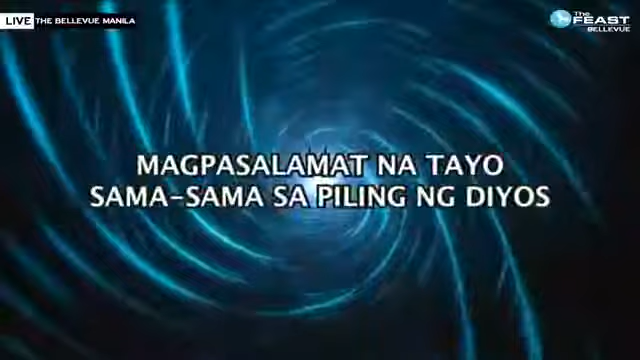 LIVE THE BELLEVUE MANILA
The FEAST
BELLEVUE
MAGPASALAMAT NA TAYO
SAMA-SAMA SA PILING NG DIYOS